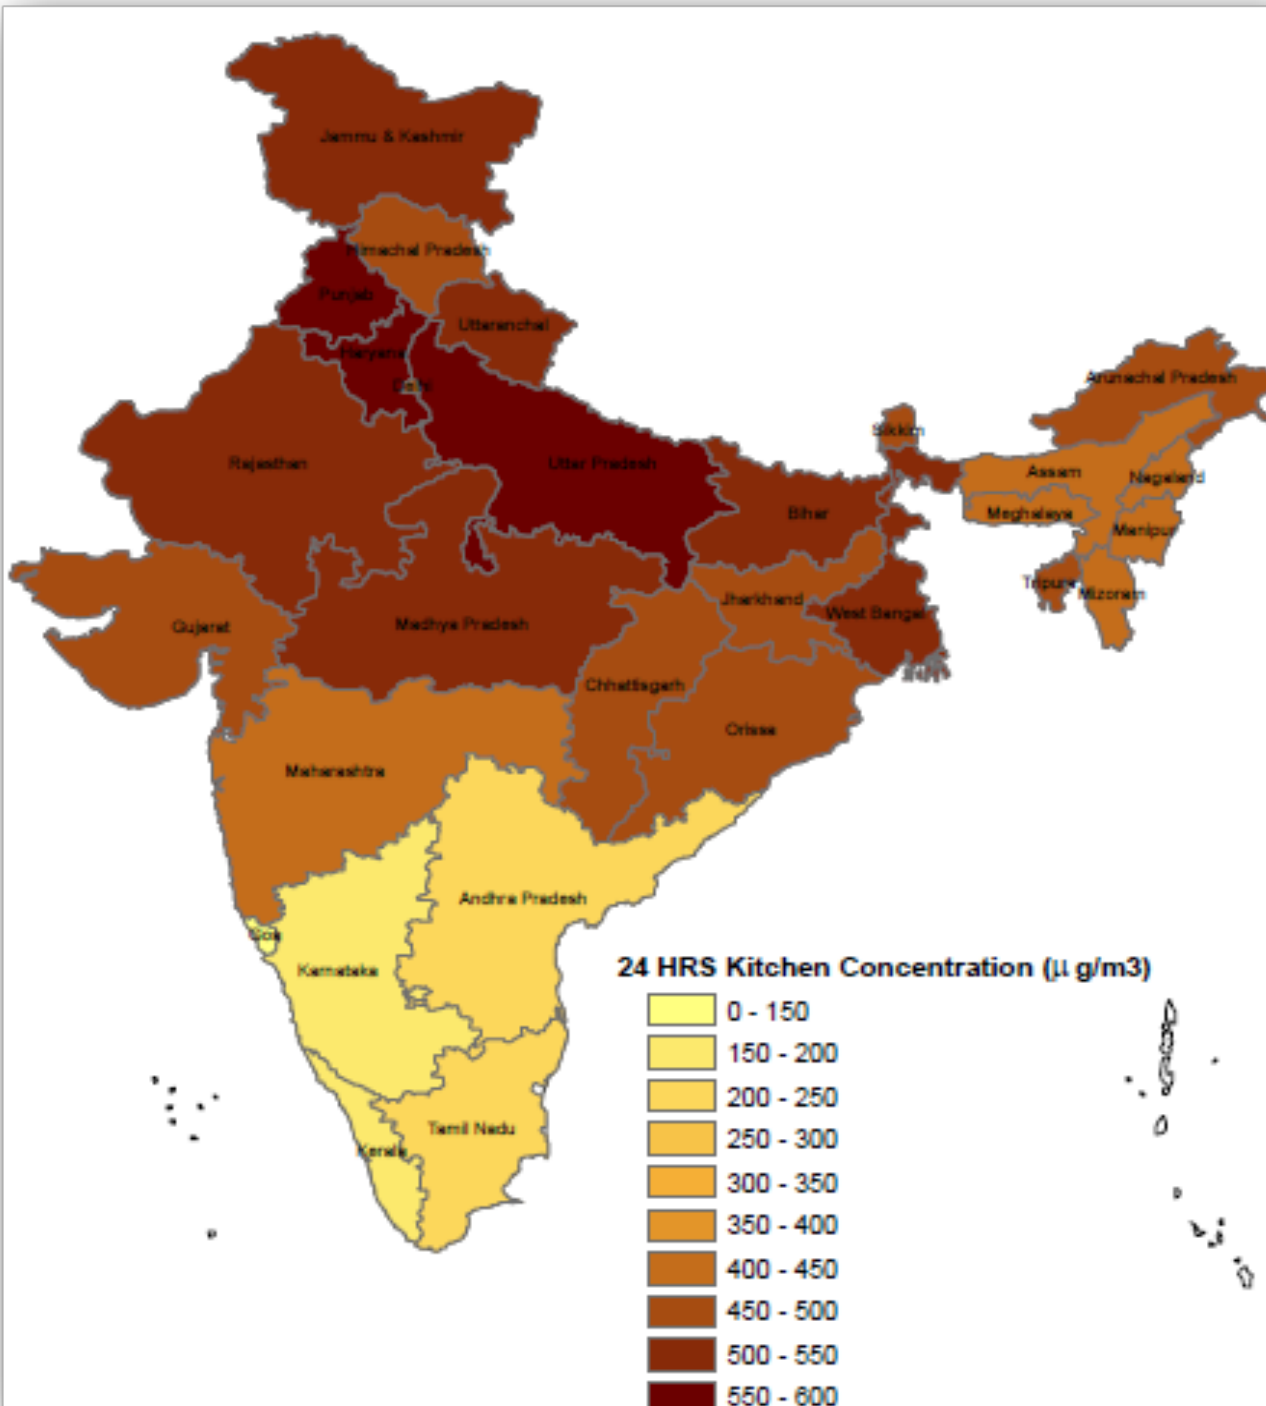 Jammu & Kashmir
Himachal Pradesh
Punjab
Uttaranchal
Haryana
Delhi
Arunachal Pradesh
Sikkim
Rajasthan
Uttar Pradesh
Assam
Nagaland
Bihar
Meghalaya
Manipur
Tripura
Mizoram
Jharkhand
West Bengal
Gujarat
Madhya Pradesh
Chhattisgarh
Orissa
Maharashtra
Andhra Pradesh
Goa
Karnataka
Tamil Nadu
Kerala
24 HRS Kitchen Concentration (μ g/m3)
0 - 150
150 - 200
200 - 250
250 - 300
300 - 350
350 - 400
400 - 450
450 - 500
500 - 550
550 - 600